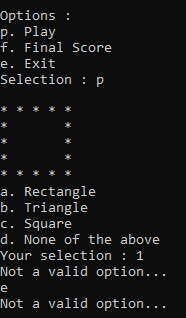 Options :
p. Play
f. Final Score
e. Exit
Selection : p
* * * * *
*       *
*       *
*       *
* * * * *
a. Rectangle
b. Triangle
c. Square
d. None of the above
Your selection : 1
Not a valid option...
e
Not a valid option...